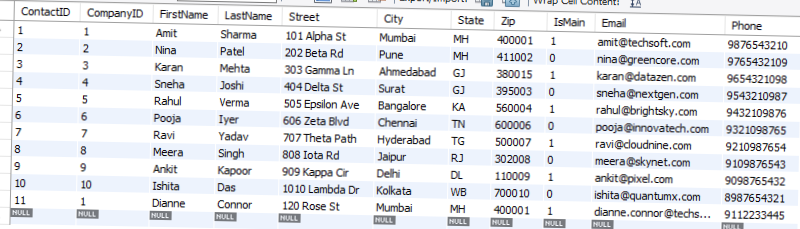 Export/Import: Wrap Cell Content:
ContactID CompanyID FirstName LastName Street City State Zip IsMain Email Phone
1 1 Amit Sharma 101 Alpha St Mumbai MH 400001 1 amit@techsoft.com 9876543210
2 2 Nina Patel 202 Beta Rd Pune MH 411002 0 nina@greencore.com 9765432109
3 3 Karan Mehta 303 Gamma Ln Ahmedabad GJ 380015 1 karan@datazen.com 9654321098
4 4 Sneha Joshi 404 Delta St Surat GJ 395003 0 sneha@nextgen.com 9543210987
5 5 Rahul Verma 505 Epsilon Ave Bangalore KA 560004 1 rahul@brightsky.com 9432109876
6 6 Pooja Iyer 606 Zeta Blvd Chennai TN 600006 0 pooja@innovatech.com 9321098765
7 7 Ravi Yadav 707 Theta Path Hyderabad TG 500007 1 ravi@cloudnine.com 9210987654
8 8 Meera Singh 808 Iota Rd Jaipur RJ 302008 0 meera@skynet.com 9109876543
9 9 Ankit Kapoor 909 Kappa Cir Delhi DL 110009 1 ankit@pixel.com 9098765432
10 10 Ishita Das 1010 Lambda Dr Kolkata WB 700010 0 ishita@quantumx.com 8987654321
11 1 Dianne Connor 120 Rose St Mumbai MH 400001 1 dianne.connor@techs... 9112233445
NULL NULL NULL NULL NULL NULL NULL NULL NULL NULL NULL